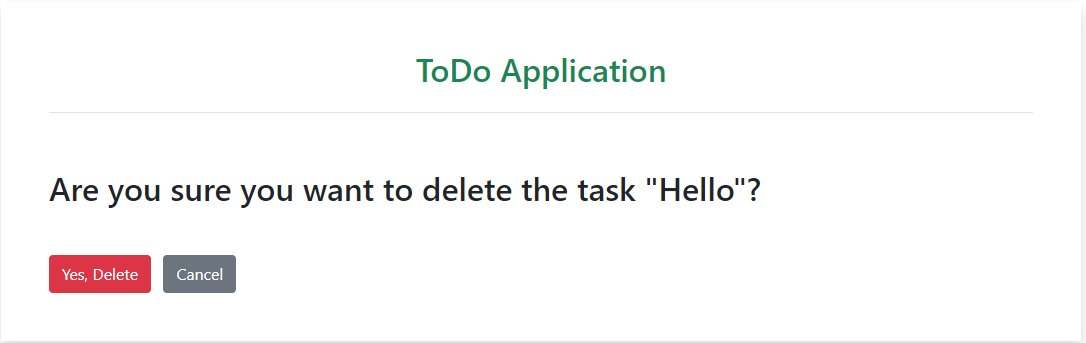 ToDo Application
Are you sure you want to delete the task "Hello"?
Yes, Delete
Cancel